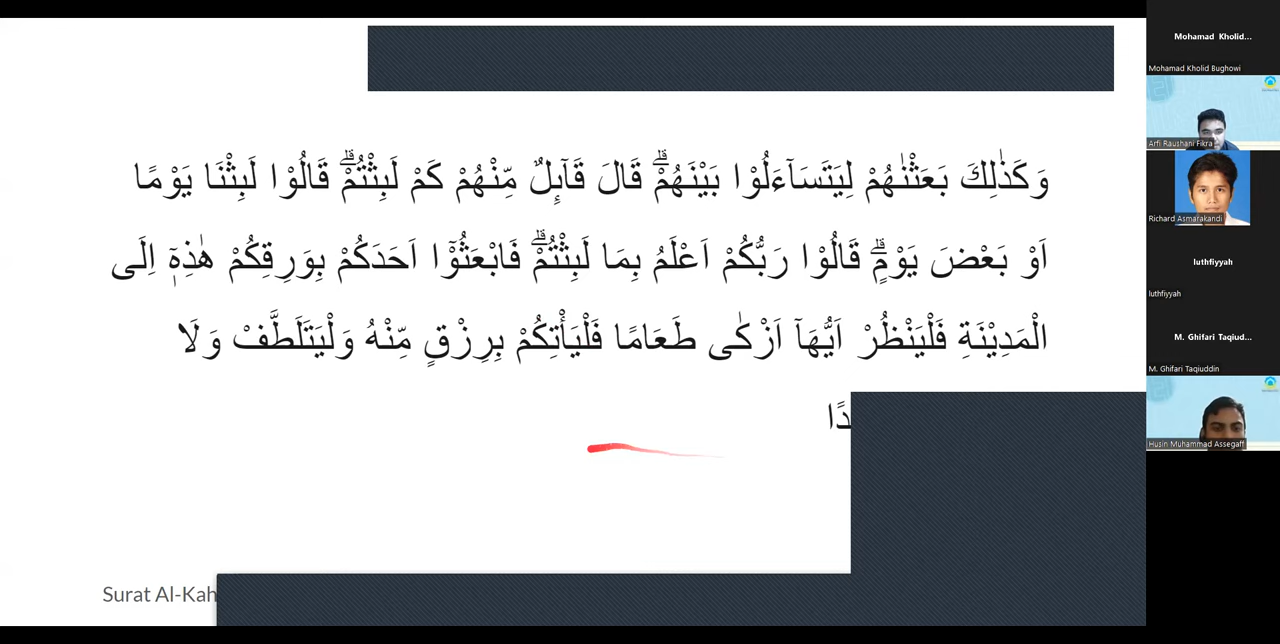 وَكَذٰلِكَ بَعَثْنٰهُمْ لِيَتَسَاۤءَلُوْا بَيْنَهُمْۗ قَالَ قَاۤىِٕلٌ مِّنْهُمْ كَمْ لَبِثْتُمْۗ قَالُوْا لَبِثْنَا يَوْمًا
اَوْ بَعْضَ يَوْمٍۗ قَالُوْا رَبُّكُمْ اَعْلَمُ بِمَا لَبِثْتُمْۗ فَابْعَثُوْٓا اَحَدَكُمْ بِوَرِقِكُمْ هٰذِهٖٓ اِلَى
الْمَدِيْنَةِ فَلْيَنْظُرْ اَيُّهَآ اَزْكٰى طَعَامًا فَلْيَأْتِكُمْ بِرِزْقٍ مِّنْهُ وَلْيَتَلَطَّفْ وَلَا
دًا
Surat Al-Kah
Mohamad Kholid...
Mohamad Kholid Bughowi
Arfi Raushani Fikra
Richard Asmarakandi
luthfiyyah
luthfiyyah
M. Ghifari Taqiud...
M. Ghifari Taqiuddin
Husin Muhammad Assegaff